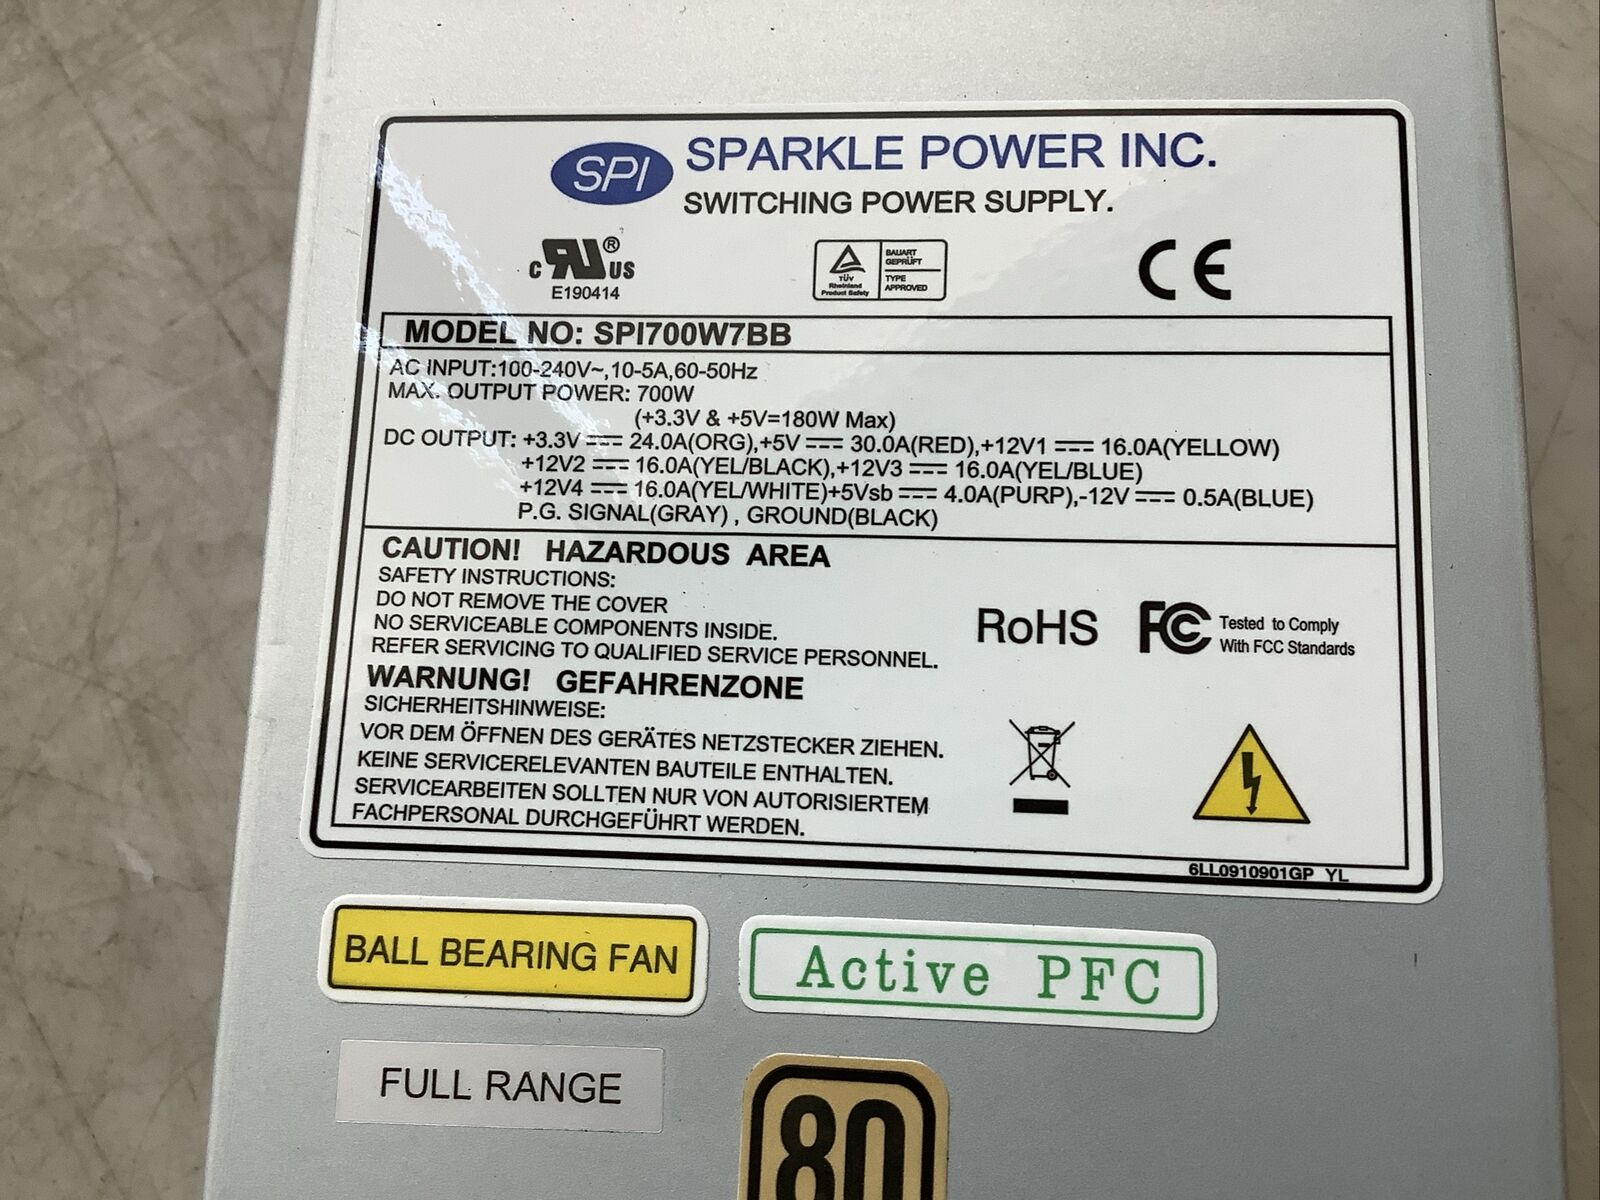 SPI SPARKLE POWER INC.
SWITCHING POWER SUPPLY.
c RU® US
E190414
TÜV
Rheinland
Product Safety
BAUART
GEPRÜFT
TYPE
APPROVED
CE
MODEL NO: SPI700W7BB
AC INPUT:100-240V~,10-5A,60-50Hz
MAX. OUTPUT POWER: 700W
(+3.3V & +5V=180W Max)
DC OUTPUT: +3.3V ⎓ 24.0A(ORG),+5V ⎓ 30.0A(RED),+12V1 ⎓ 16.0A(YELLOW)
+12V2 ⎓ 16.0A(YEL/BLACK),+12V3 ⎓ 16.0A(YEL/BLUE)
+12V4 ⎓ 16.0A(YEL/WHITE)+5Vsb ⎓ 4.0A(PURP),-12V ⎓ 0.5A(BLUE)
P.G. SIGNAL(GRAY) , GROUND(BLACK)
CAUTION! HAZARDOUS AREA
SAFETY INSTRUCTIONS:
DO NOT REMOVE THE COVER
NO SERVICEABLE COMPONENTS INSIDE.
REFER SERVICING TO QUALIFIED SERVICE PERSONNEL.
RoHS
FC Tested to Comply
With FCC Standards
WARNUNG! GEFAHRENZONE
SICHERHEITSHINWEISE:
VOR DEM ÖFFNEN DES GERÄTES NETZSTECKER ZIEHEN.
KEINE SERVICERELEVANTEN BAUTEILE ENTHALTEN.
SERVICEARBEITEN SOLLTEN NUR VON AUTORISIERTEM
FACHPERSONAL DURCHGEFÜHRT WERDEN.
6LL0910901GP YL
BALL BEARING FAN
Active PFC
FULL RANGE
80